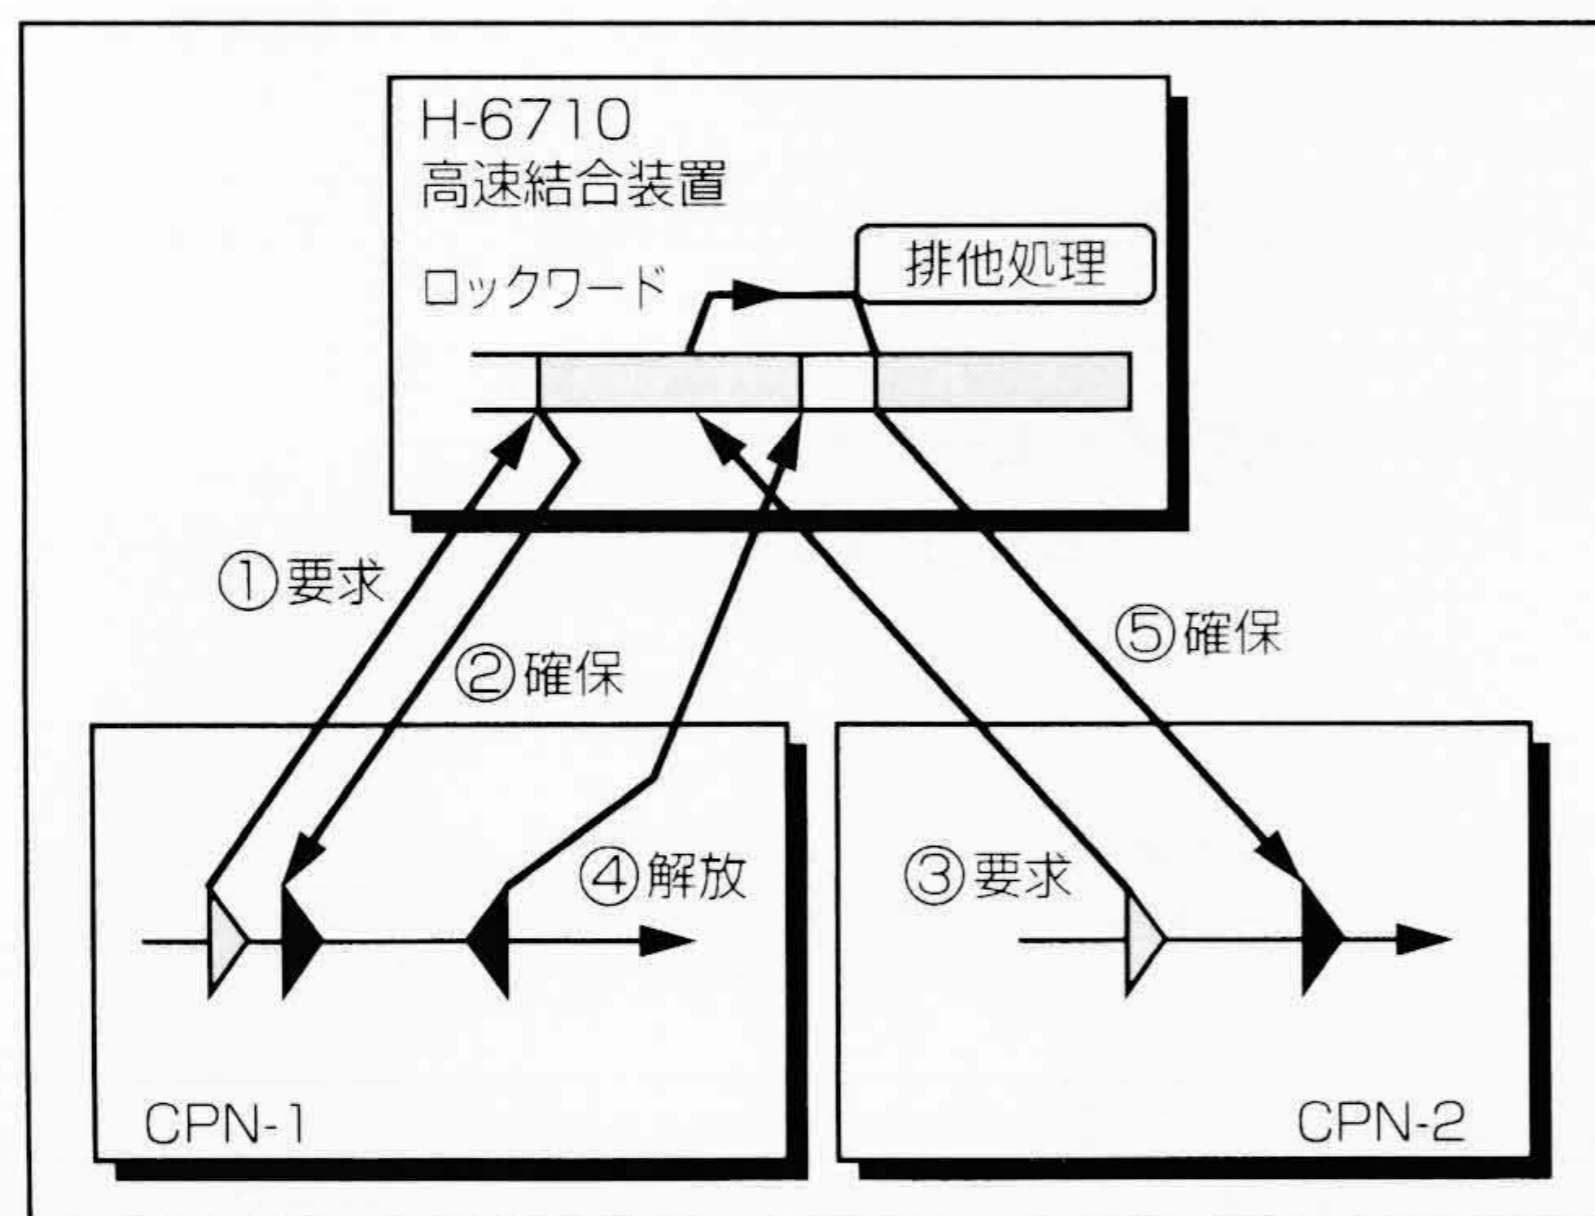 H-6710
高速結合装置
排他処理
ロックワード
①要求
②確保
⑤確保
④解放
③要求
CPN-1
CPN-2